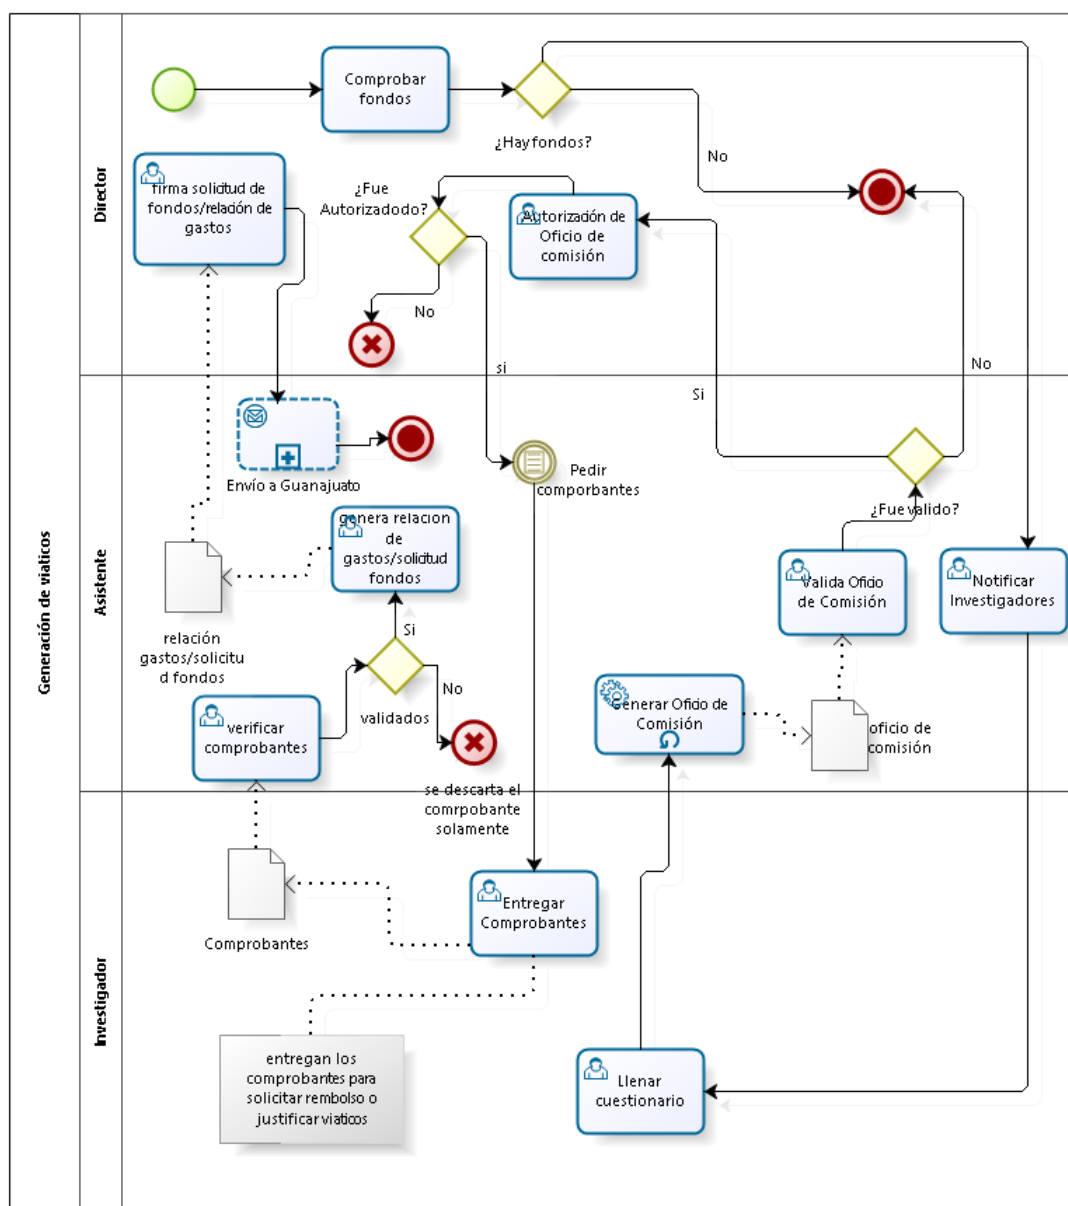 Generación de viaticos
Director
Comprobar
fondos
¿Hay fondos?
No
firma solicitud de
fondos/relación de
gastos
¿Fue
Autorizadodo?
Autorización de
Oficio de
comisión
No
si
Si
No
Asistente
Envío a Guanajuato
Pedir
comporbantes
¿Fue valido?
genera relacion
de
gastos/solicitud
fondos
Valida Oficio
de Comisión
Notificar
Investigadores
relación
gastos/solicitu
d fondos
Si
No
validados
verificar
comprobantes
Generar Oficio de
Comisión
oficio de
comisión
se descarta el
comrpobante
solamente
Investigador
Comprobantes
Entregar
Comprobantes
entregan los
comprobantes para
solicitar rembolso o
justificar viaticos
Llenar
cuestionario